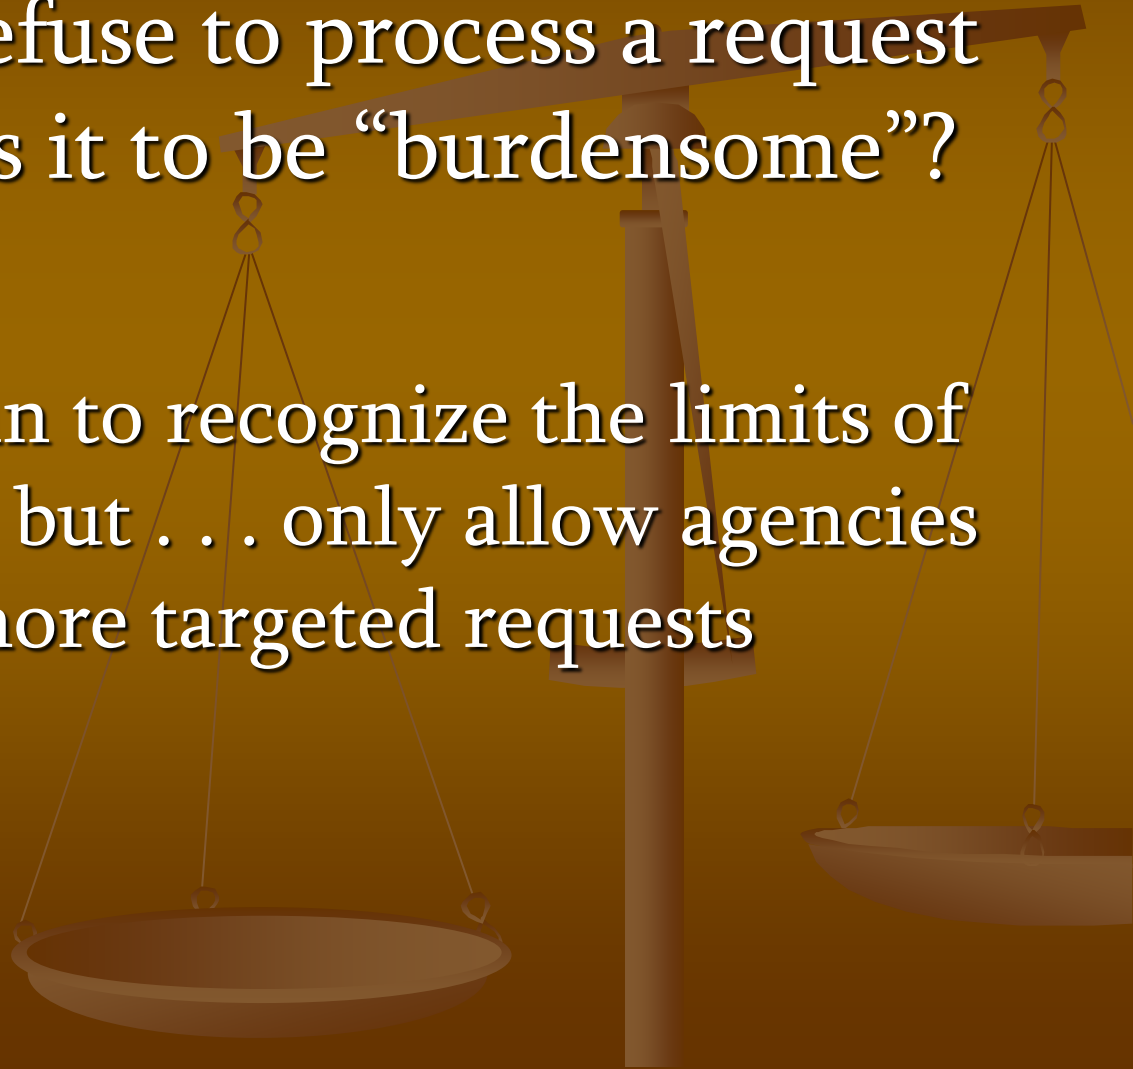 efuse to process a request
s it to be “burdensome”?
to recognize the limits of
but . . . only allow agencies
ore targeted requests